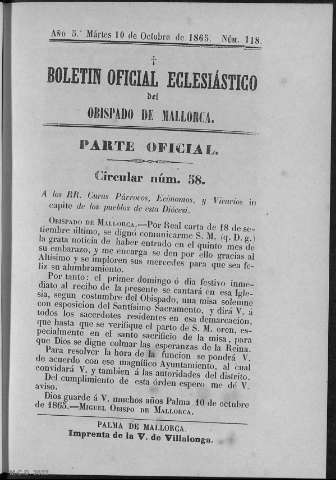 Año 5.º Mártes 10 de Octubre de 1865. Núm. 118.
BOLETIN OFICIAL ECLESIÁSTICO
del
OBISPADO DE MALLORCA.
PARTE OFICIAL.
Circular núm. 58.
A los RR. Curas Párrocos, Ecónomos, y Vicarios in
capite de los pueblos de esta Diócesi.
OBISPADO DE MALLORCA.—Por Real carta de 18 de se-
tiembre último, se dignó comunicarme S. M. (q. D. g.)
la grata noticia de haber entrado en el quinto mes de
su embarazo, y me encarga se den por ello gracias al
Altísimo y se imploren sus mercedes para que sea fe-
liz su alumbramiento.
Por tanto: el primer domingo ó dia festivo inme-
diato al recibo de la presente se cantará en esa Igle-
sia, segun costumbre del Obispado, una misa solemne
con esposicion del Santísimo Sacramento, y dirá V. á
todos los sacerdotes residentes en esa demarcacion,
que hasta que se verifique el parto de S. M. oren, es-
pecialmente en el santo sacrificio de la misa, para
que Dios se digne colmar las esperanzas de la Reina.
Para resolver la hora de la funcion se pondrá V.
de acuerdo con ese magnífico Ayuntamiento, al cual
convidará V. y tambien á las autoridades del distrito.
Del cumplimiento de esta órden espero me dé V.
aviso.
Dios guarde á V. muchos años Palma 10 de octubre
de 1865.—MIGUEL OBISPO DE MALLORCA.
PALMA DE MALLORCA.
Imprenta de la V. de Villalonga.